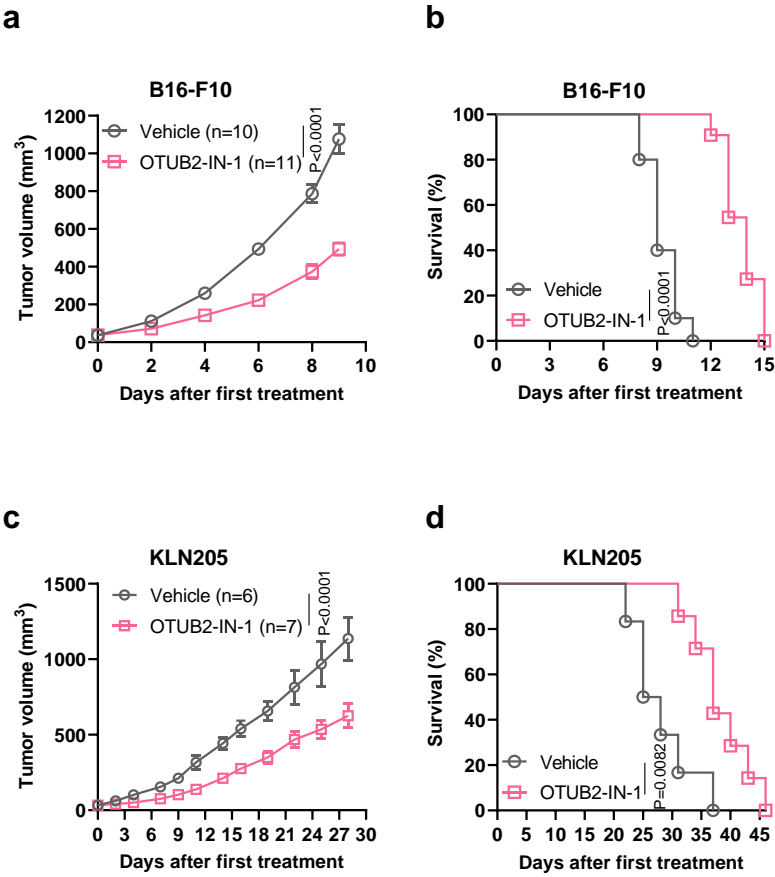 a
B16-F10
Tumor volume (mm³)
1200
1000
800
600
400
200
0
Vehicle (n=10)
OTUB2-IN-1 (n=11)
P<0.0001
0 2 4 6 8 10
Days after first treatment
b
B16-F10
Survival (%)
100
80
60
40
20
0
Vehicle
OTUB2-IN-1
P<0.0001
0 3 6 9 12 15
Days after first treatment
c
KLN205
Tumor volume (mm³)
1500
1000
500
0
Vehicle (n=6)
OTUB2-IN-1 (n=7)
P<0.0001
0 3 6 9 12 15 18 21 24 27 30
Days after first treatment
d
KLN205
Survival (%)
100
80
60
40
20
0
Vehicle
OTUB2-IN-1
P=0.0082
0 5 10 15 20 25 30 35 40 45
Days after first treatment